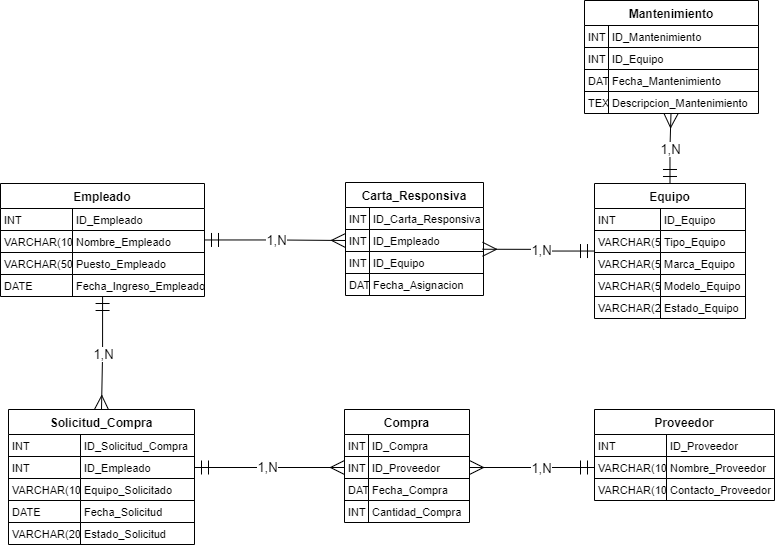 Mantenimiento
INT ID_Mantenimiento
INT ID_Equipo
DAT Fecha_Mantenimiento
TEX Descripcion_Mantenimiento
1,N
Empleado
INT ID_Empleado
VARCHAR(10 Nombre_Empleado
VARCHAR(50 Puesto_Empleado
DATE Fecha_Ingreso_Empleado
1,N
Carta_Responsiva
INT ID_Carta_Responsiva
INT ID_Empleado
INT ID_Equipo
DAT Fecha_Asignacion
1,N
Equipo
INT ID_Equipo
VARCHAR(5 Tipo_Equipo
VARCHAR(5 Marca_Equipo
VARCHAR(5 Modelo_Equipo
VARCHAR(2 Estado_Equipo
1,N
Solicitud_Compra
INT ID_Solicitud_Compra
INT ID_Empleado
VARCHAR(10 Equipo_Solicitado
DATE Fecha_Solicitud
VARCHAR(20 Estado_Solicitud
1,N
Compra
INT ID_Compra
INT ID_Proveedor
DAT Fecha_Compra
INT Cantidad_Compra
1,N
Proveedor
INT ID_Proveedor
VARCHAR(10 Nombre_Proveedor
VARCHAR(10 Contacto_Proveedor